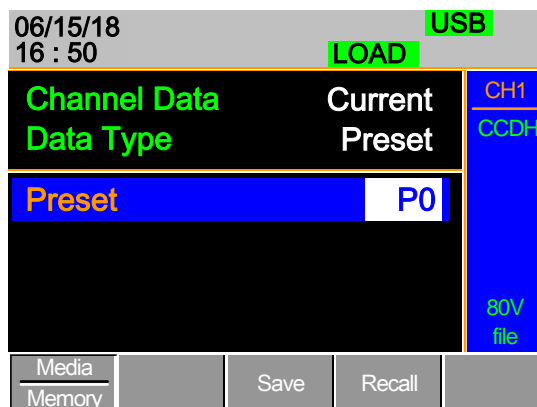 06/15/18 USB
16 : 50 LOAD
Channel Data Current
Data Type Preset
Preset P0
CH1
CCDH
80V
file
Media
Memory
Save
Recall